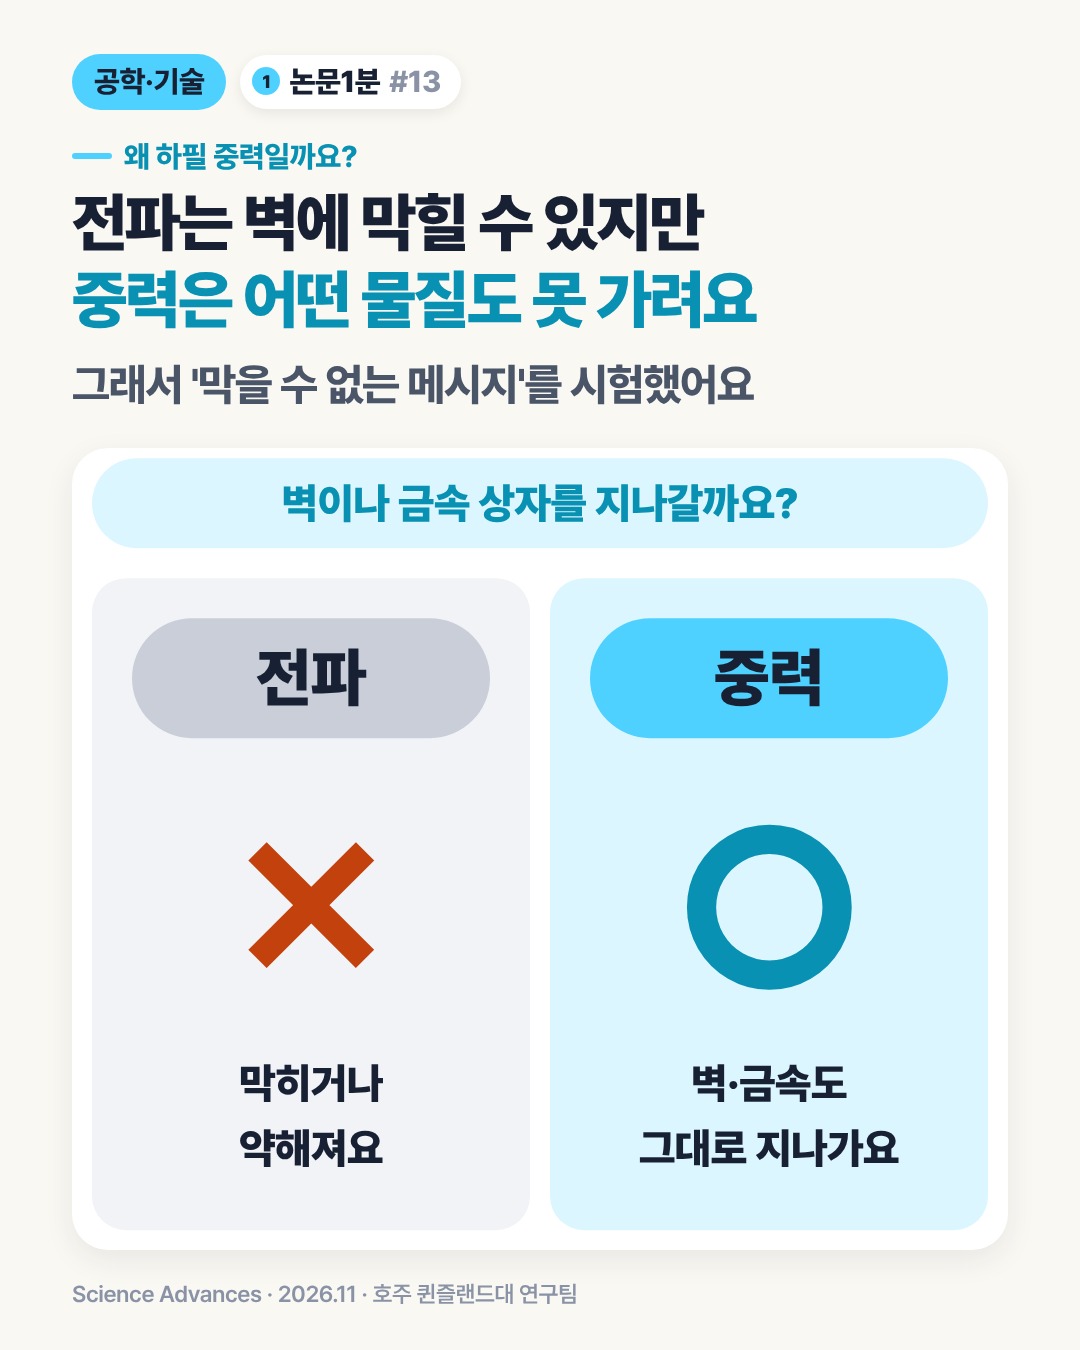 공학·기술
1 논문1분 #13
왜 하필 중력일까요?
전파는 벽에 막힐 수 있지만
중력은 어떤 물질도 못 가려요
그래서 '막을 수 없는 메시지'를 시험했어요
벽이나 금속 상자를 지나갈까요?
전파
중력
막히거나
약해져요
벽·금속도
그대로 지나가요
Science Advances · 2026.11 · 호주 퀸즐랜드대 연구팀